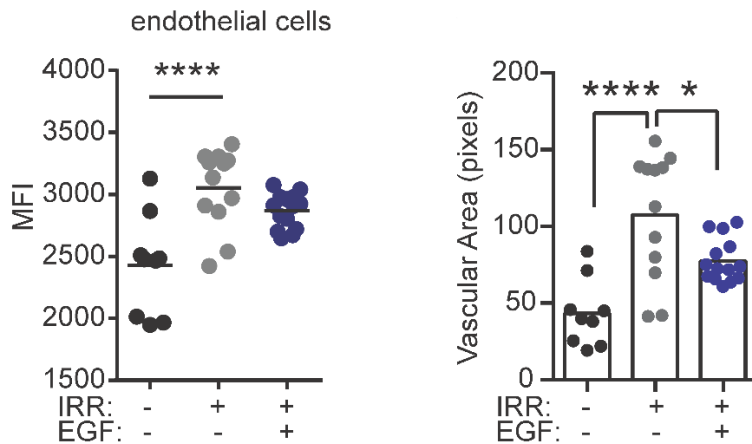 endothelial cells
****
MFI
4000
3500
3000
2500
2000
1500
IRR: - + +
EGF: - - +
**** *
Vascular Area (pixels)
200
150
100
50
0
IRR: - + +
EGF: - - +